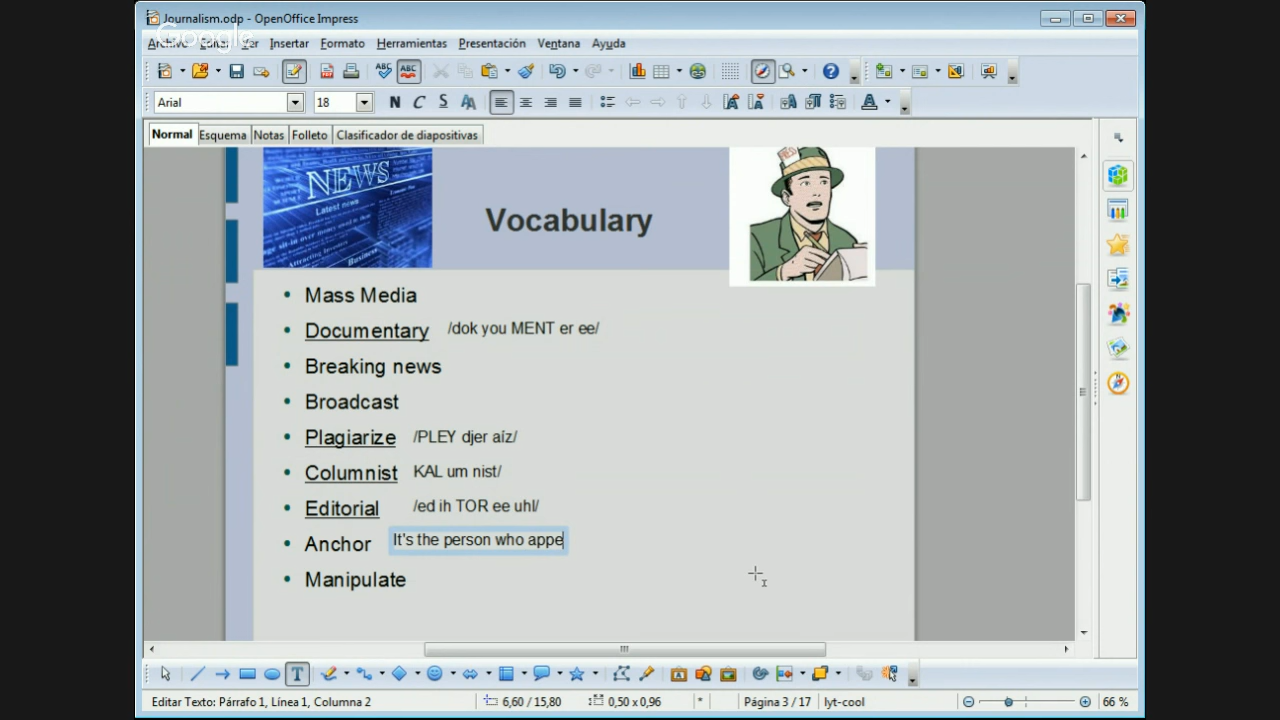 Journalism.odp - OpenOffice Impress
Google
Archivo Editar Ver Insertar Formato Herramientas Presentación Ventana Ayuda
Arial 18 N C S
Normal Esquema Notas Folleto Clasificador de diapositivas
NEWS
Latest news
Business
Vocabulary
• Mass Media
• Documentary /dok you MENT er ee/
• Breaking news
• Broadcast
• Plagiarize /PLEY djer aíz/
• Columnist KAL um nist/
• Editorial /ed ih TOR ee uhl/
• Anchor It's the person who appe
• Manipulate
Editar Texto: Párrafo 1, Línea 1, Columna 2 6,60 / 15,80 0,50 x 0,96 * Página 3 / 17 lyt-cool 66 %